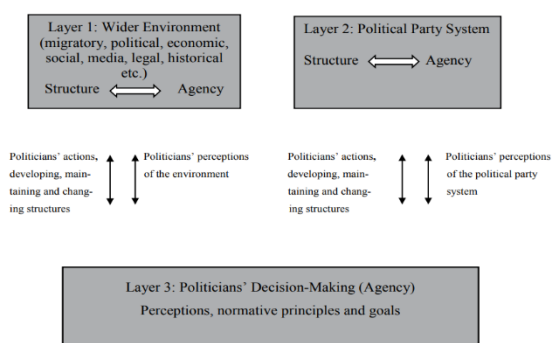 Layer 1: Wider Environment
(migratory, political, economic,
social, media, legal, historical
etc.)
Structure Agency
Layer 2: Political Party System
Structure Agency
Politicians' actions,
developing, main-
taining and chang-
ing structures
Politicians' perceptions
of the environment
Politicians' actions,
developing, main-
taining and chang-
ing structures
Politicians' perceptions
of the political party
system
Layer 3: Politicians' Decision-Making (Agency)
Perceptions, normative principles and goals